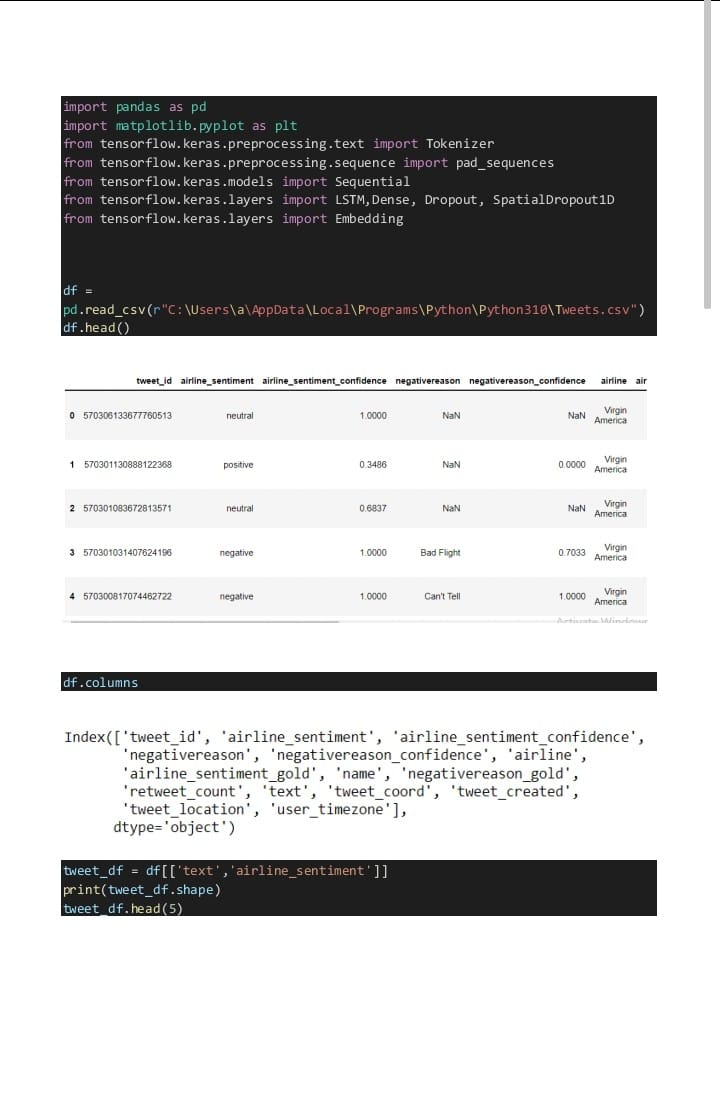 import pandas as pd
import matplotlib.pyplot as plt
from tensorflow.keras.preprocessing.text import Tokenizer
from tensorflow.keras.preprocessing.sequence import pad_sequences
from tensorflow.keras.models import Sequential
from tensorflow.keras.layers import LSTM,Dense, Dropout, SpatialDropout1D
from tensorflow.keras.layers import Embedding
df =
pd.read_csv(r"C:\Users\a\AppData\Local\Programs\Python\Python310\Tweets.csv")
df.head()
tweet_id airline_sentiment airline_sentiment_confidence negativereason negativereason_confidence airline air
0 570306133677760513 neutral 1.0000 NaN NaN Virgin America
1 570301130888122368 positive 0.3486 NaN 0.0000 Virgin America
2 570301083672813571 neutral 0.6837 NaN NaN Virgin America
3 570301031407624196 negative 1.0000 Bad Flight 0.7033 Virgin America
4 570300817074462722 negative 1.0000 Can't Tell 1.0000 Virgin America
Activate Windows
df.columns
Index(['tweet_id', 'airline_sentiment', 'airline_sentiment_confidence',
'negativereason', 'negativereason_confidence', 'airline',
'airline_sentiment_gold', 'name', 'negativereason_gold',
'retweet_count', 'text', 'tweet_coord', 'tweet_created',
'tweet_location', 'user_timezone'],
dtype='object')
tweet_df = df[['text','airline_sentiment']]
print(tweet_df.shape)
tweet_df.head(5)